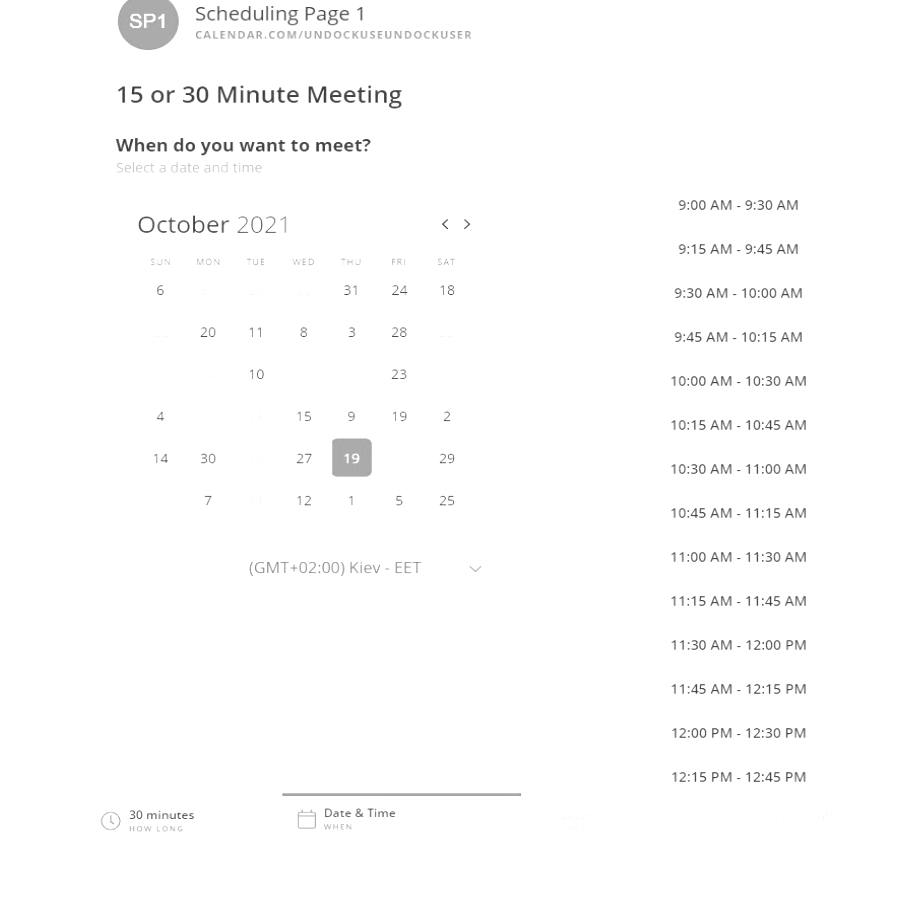 SP1
Scheduling Page 1
CALENDAR.COM/UNDOCKUSEUNDOCKUSER
15 or 30 Minute Meeting
When do you want to meet?
Select a date and time
October 2021
SUN MON TUE WED THU FRI SAT
6 31 24 18
20 11 8 3 28
10 23
4 15 9 19 2
14 30 27 19 29
7 12 1 5 25
(GMT+02:00) Kiev - EET
9:00 AM - 9:30 AM
9:15 AM - 9:45 AM
9:30 AM - 10:00 AM
9:45 AM - 10:15 AM
10:00 AM - 10:30 AM
10:15 AM - 10:45 AM
10:30 AM - 11:00 AM
10:45 AM - 11:15 AM
11:00 AM - 11:30 AM
11:15 AM - 11:45 AM
11:30 AM - 12:00 PM
11:45 AM - 12:15 PM
12:00 PM - 12:30 PM
12:15 PM - 12:45 PM
30 minutes
HOW LONG
Date & Time
WHEN